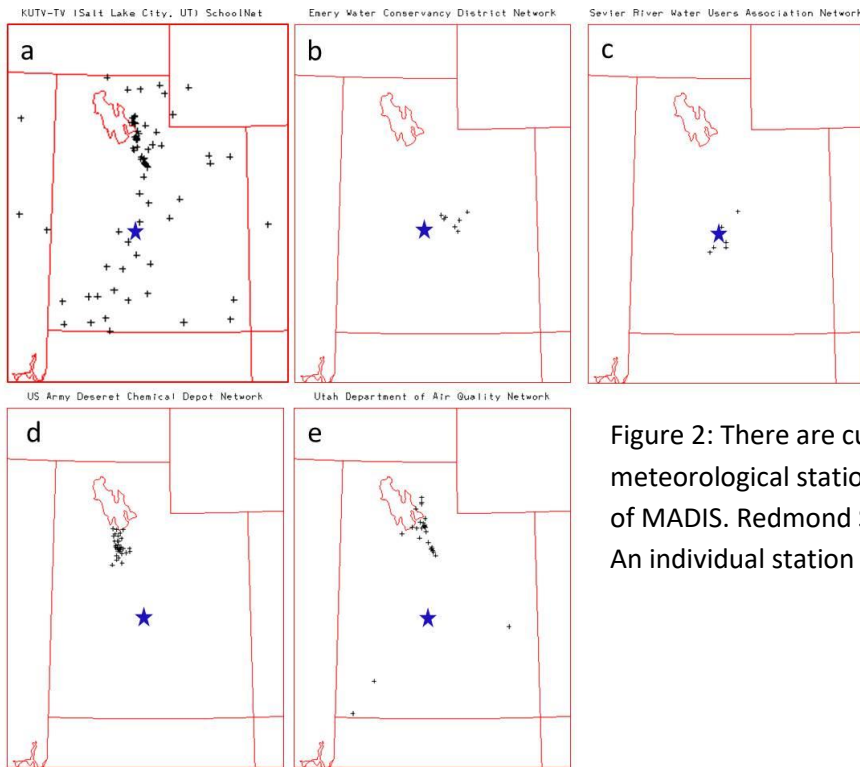 KUTV-TV (Salt Lake City, UT) SchoolNet
Emery Water Conservancy District Network
Sevier River Water Users Association Network
a
b
c
US Army Deseret Chemical Depot Network
Utah Department of Air Quality Network
d
e
Figure 2: There are cu
meteorological statio
of MADIS. Redmond
An individual station